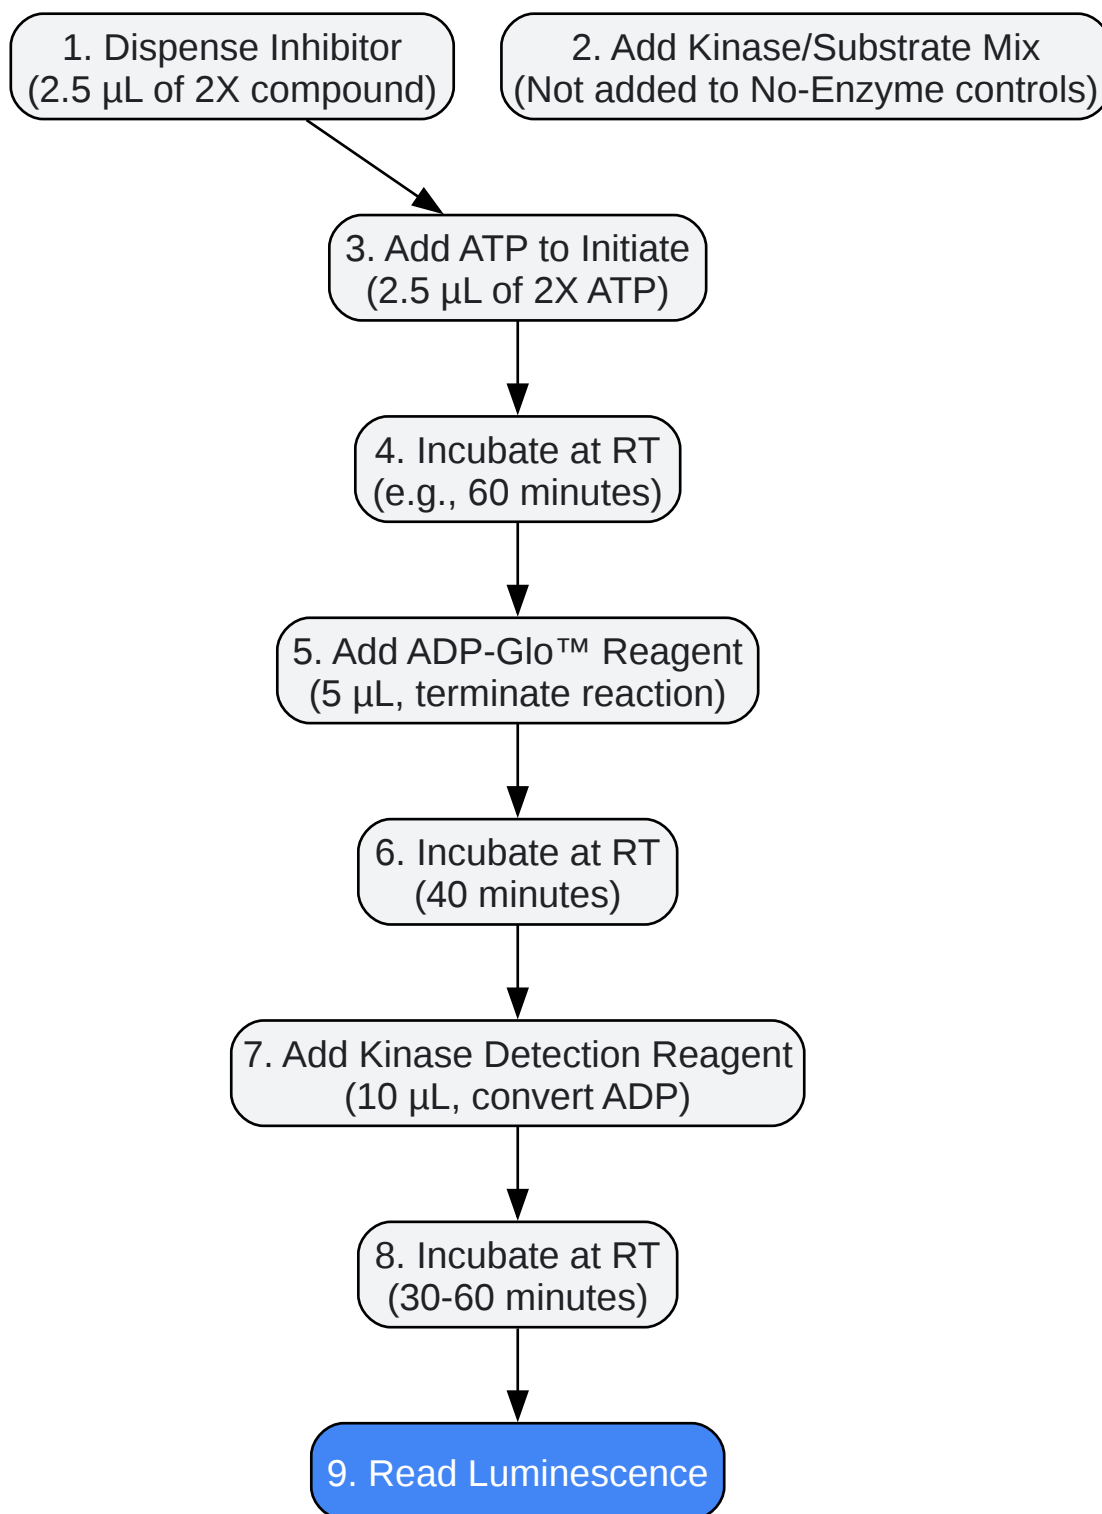 1. Dispense Inhibitor
(2.5 µL of 2X compound)
2. Add Kinase/Substrate Mix
(Not added to No-Enzyme controls)
3. Add ATP to Initiate
(2.5 µL of 2X ATP)
4. Incubate at RT
(e.g., 60 minutes)
5. Add ADP-Glo™ Reagent
(5 µL, terminate reaction)
6. Incubate at RT
(40 minutes)
7. Add Kinase Detection Reagent
(10 µL, convert ADP)
8. Incubate at RT
(30-60 minutes)
9. Read Luminescence